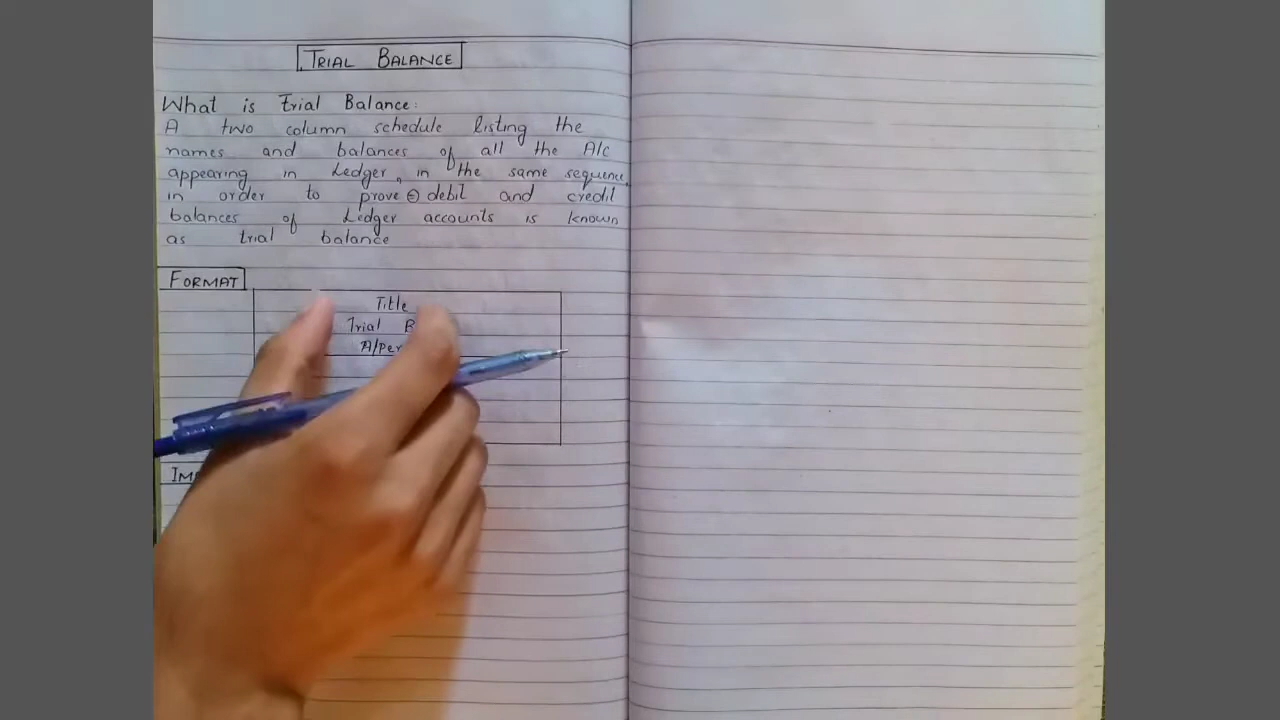 TRIAL BALANCE
What is trial Balance:
A two column schedule listing the
names and balances of all the A/c
appearing in Ledger, in the same sequence,
in order to prove debit and credit
balances of Ledger accounts is known
as trial balance
FORMAT
Title
Trial